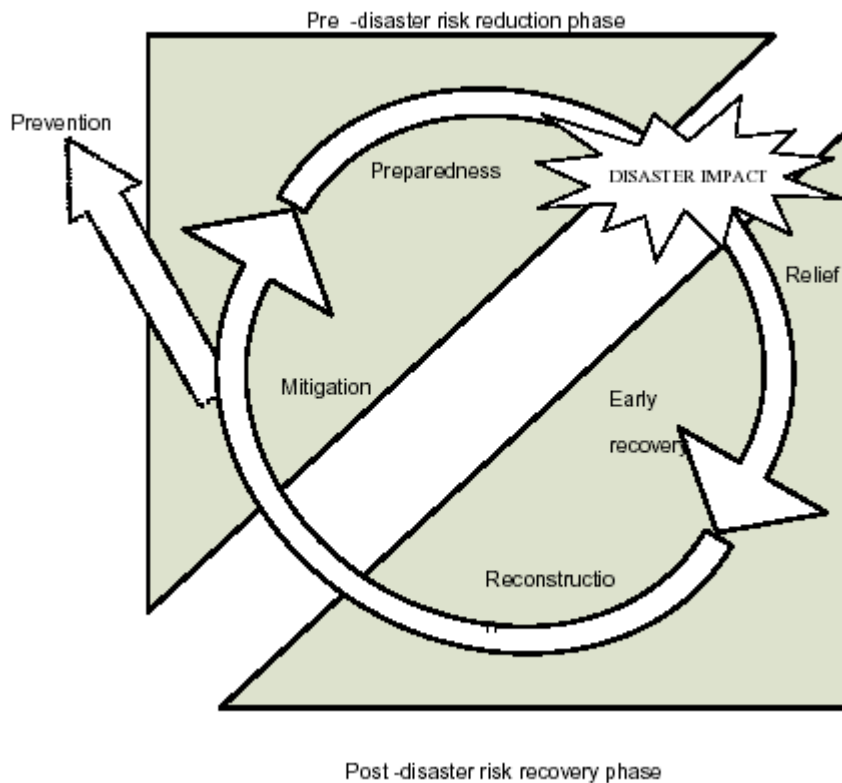 Pre -disaster risk reduction phase
Prevention
Preparedness
DISASTER IMPACT
Relief
Mitigation
Early
recovery
Reconstructio
n
Post -disaster risk recovery phase